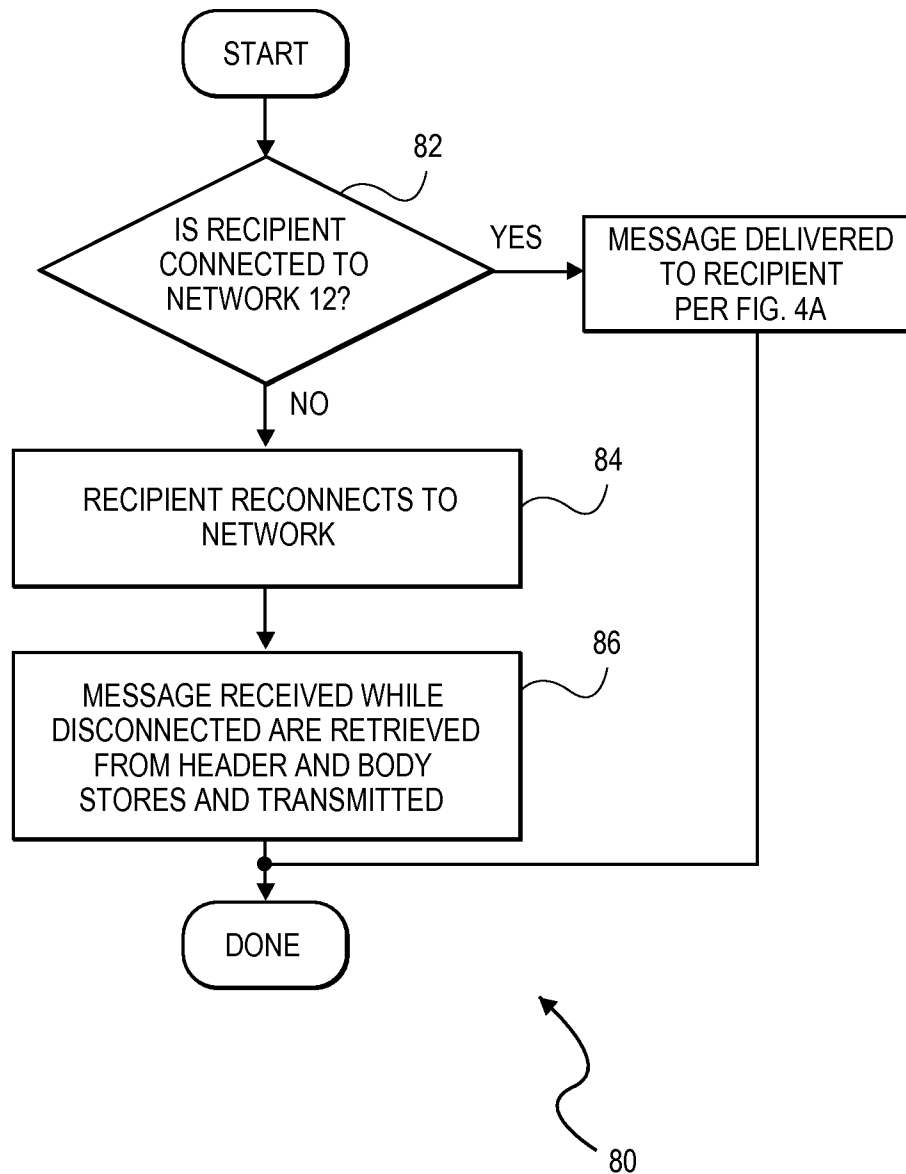 START
82
IS RECIPIENT
CONNECTED TO
NETWORK 12?
YES
MESSAGE DELIVERED
TO RECIPIENT
PER FIG. 4A
NO
84
RECIPIENT RECONNECTS TO
NETWORK
86
MESSAGE RECEIVED WHILE
DISCONNECTED ARE RETRIEVED
FROM HEADER AND BODY
STORES AND TRANSMITTED
DONE
80